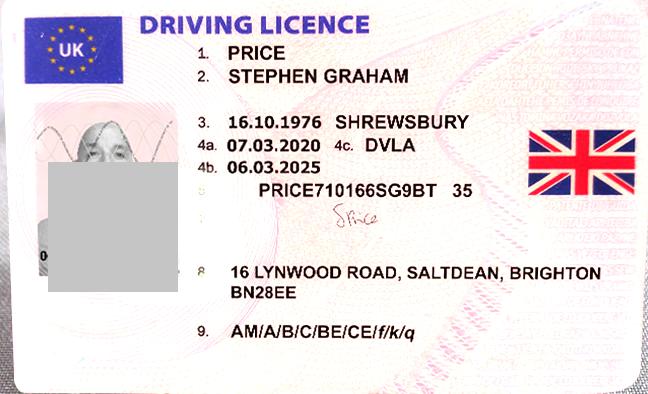 DRIVING LICENCE
UK
1. PRICE
2. STEPHEN GRAHAM
3. 16.10.1976 SHREWSBURY
4a. 07.03.2020 4c. DVLA
4b. 06.03.2025
PRICE710166SG9BT 35
SPrice
8 16 LYNWOOD ROAD, SALTDEAN, BRIGHTON
BN28EE
9. AM/A/B/C/BE/CE/f/k/q